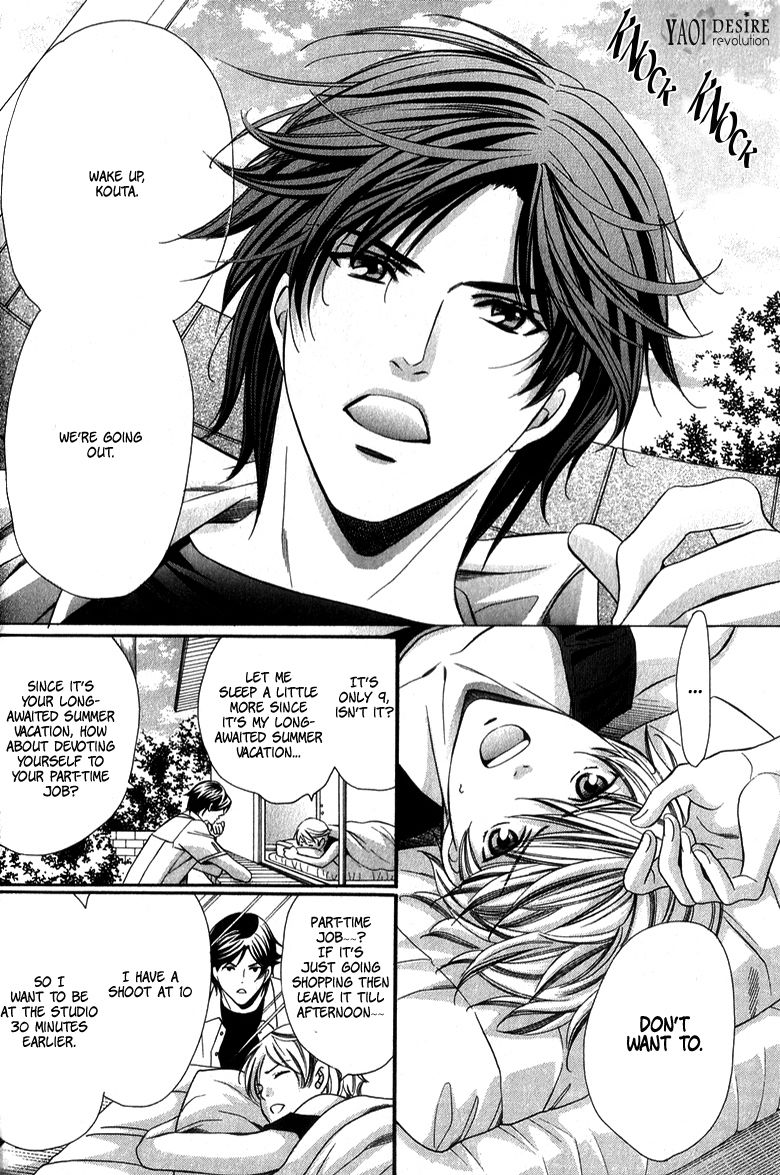 YAOI DESIRE
revolution
KNOCK
KNOCK
WAKE UP,
KOUTA.
WE'RE GOING
OUT.
...
DON'T
WANT TO.
IT'S
ONLY 9,
ISN'T IT?
LET ME
SLEEP A LITTLE
MORE SINCE
IT'S MY LONG-
AWAITED SUMMER
VACATION...
SINCE IT'S
YOUR LONG-
AWAITED SUMMER
VACATION, HOW
ABOUT DEVOTING
YOURSELF TO
YOUR PART-TIME
JOB?
PART-TIME
JOB~~?
IF IT'S
JUST GOING
SHOPPING THEN
LEAVE IT TILL
AFTERNOON~~
I HAVE A
SHOOT AT 10
SO I
WANT TO BE
AT THE STUDIO
30 MINUTES
EARLIER.